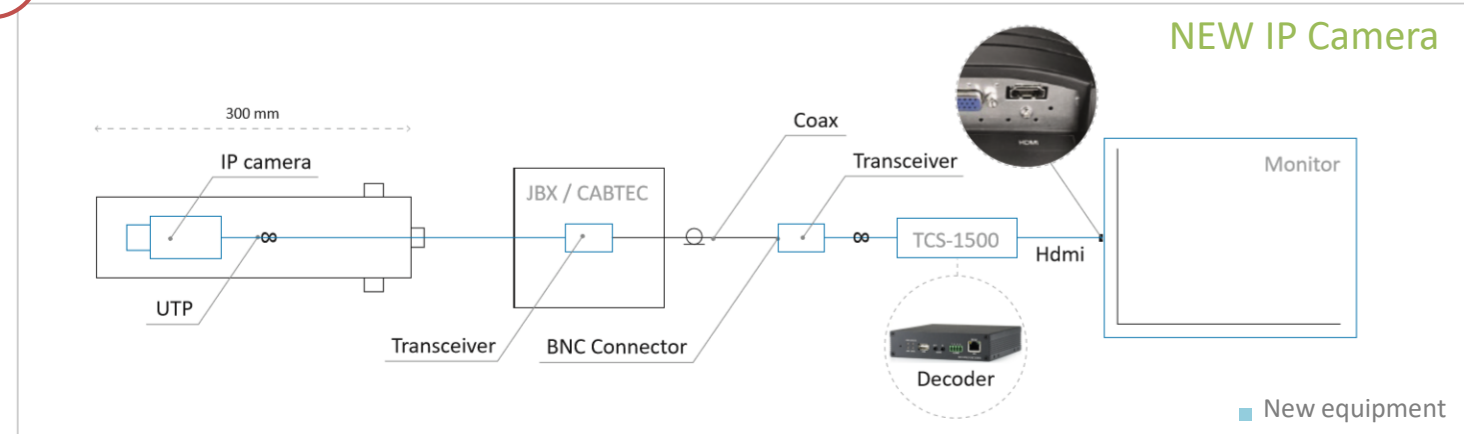 NEW IP Camera
300 mm
IP camera
UTP
JBX / CABTEC
Transceiver
Coax
BNC Connector
Transceiver
TCS-1500
Decoder
Hdmi
HDMI
Monitor
New equipment